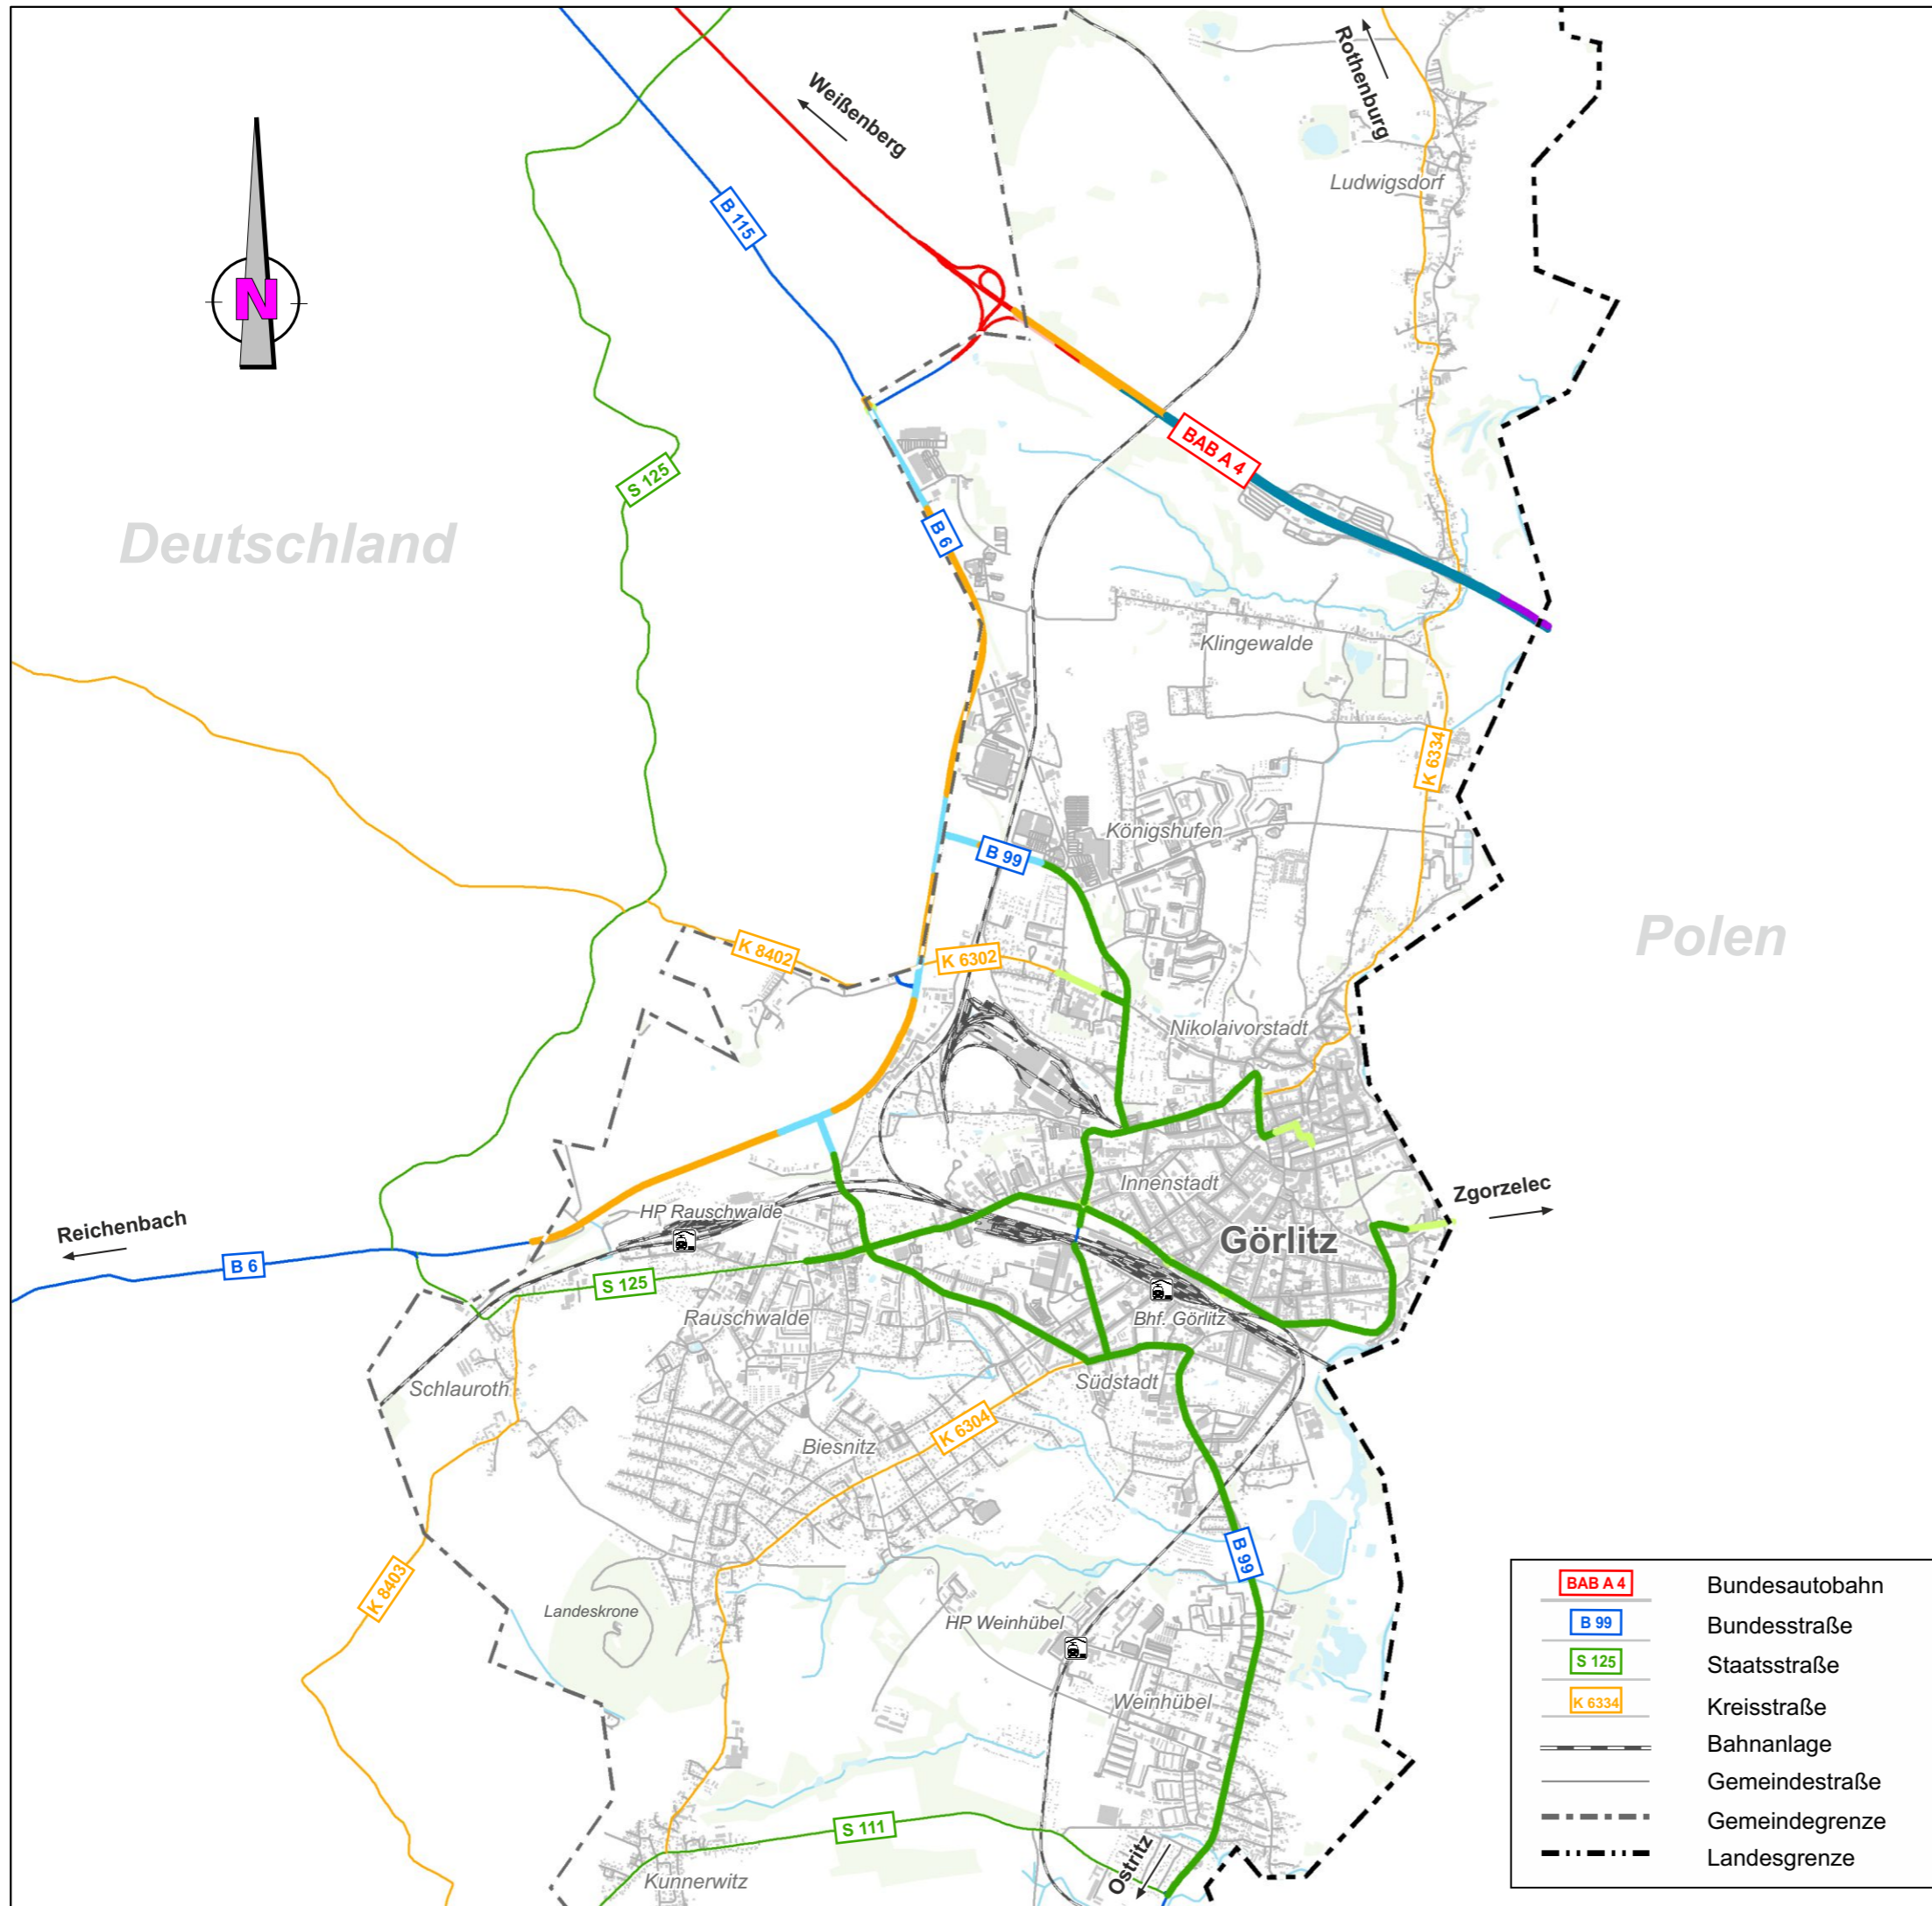 Weißenberg
Rothenburg
Ludwigsdorf
B 115
N
BAB A 4
S 125
Deutschland
B 6
Klingewalde
K 6334
Königshufen
B 99
Polen
K 8402
K 6302
Nikolaivorstadt
Innenstadt
Zgorzelec
Reichenbach
HP Rauschwalde
Görlitz
B 6
S 125
Rauschwalde
Bhf. Görlitz
Schlauroth
Südstadt
Biesnitz
K 6304
B 99
K 8403
Landeskrone
HP Weinhübel
Weinhübel
S 111
Kunnerwitz
Ostritz
BAB A 4 Bundesautobahn
B 99 Bundesstraße
S 125 Staatsstraße
K 6334 Kreisstraße
Bahnanlage
Gemeindestraße
Gemeindegrenze
Landesgrenze